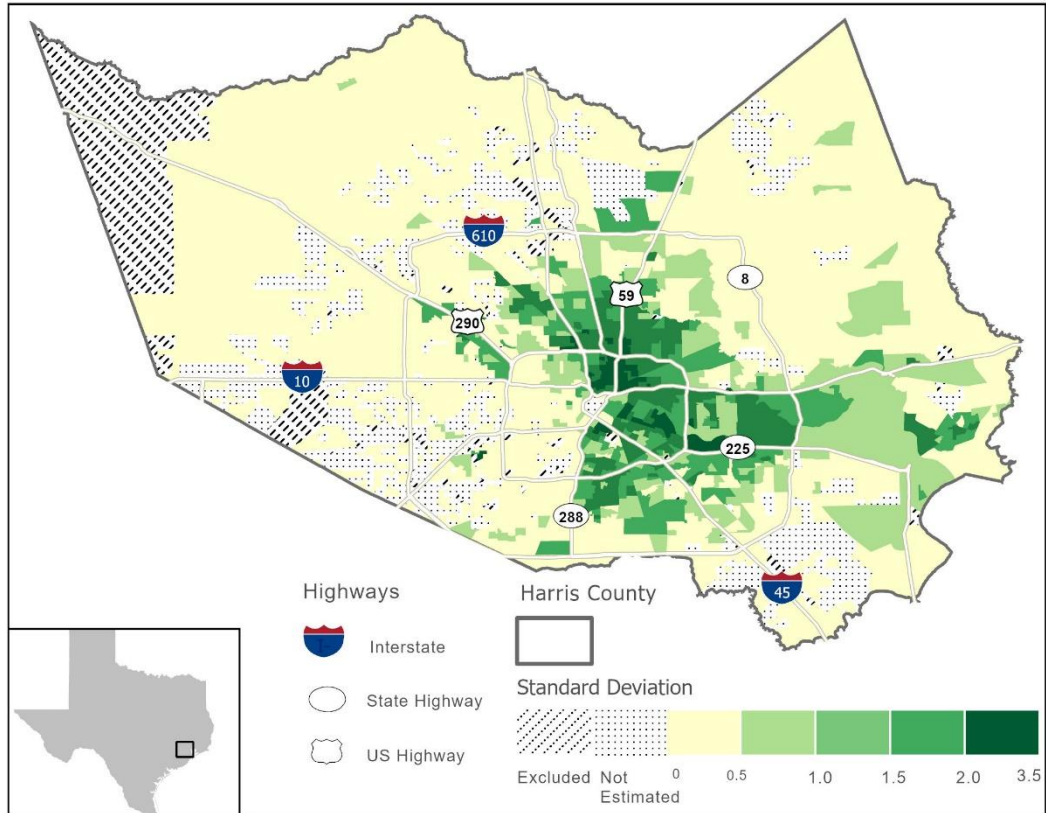 610
8
59
290
10
225
288
45
Highways
Interstate
State Highway
US Highway
Harris County
Standard Deviation
Excluded
Not
Estimated
0
0.5
1.0
1.5
2.0
3.5